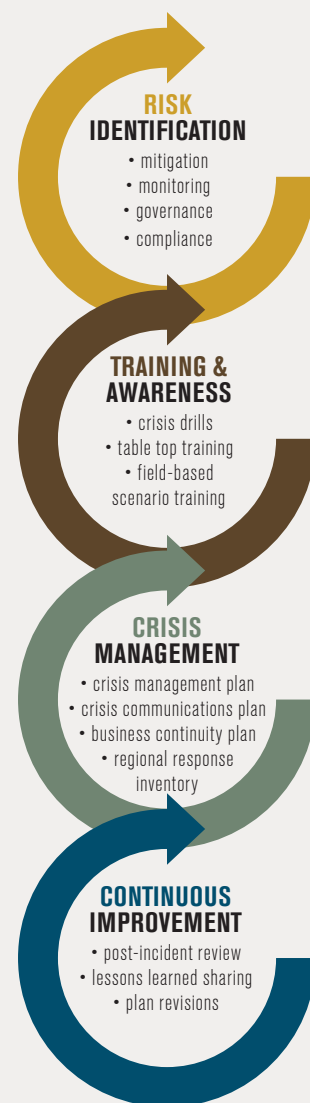 RISK
IDENTIFICATION
• mitigation
• monitoring
• governance
• compliance
TRAINING &
AWARENESS
• crisis drills
• table top training
• field-based
scenario training
CRISIS
MANAGEMENT
• crisis management plan
• crisis communications plan
• business continuity plan
• regional response
inventory
CONTINUOUS
IMPROVEMENT
• post-incident review
• lessons learned sharing
• plan revisions